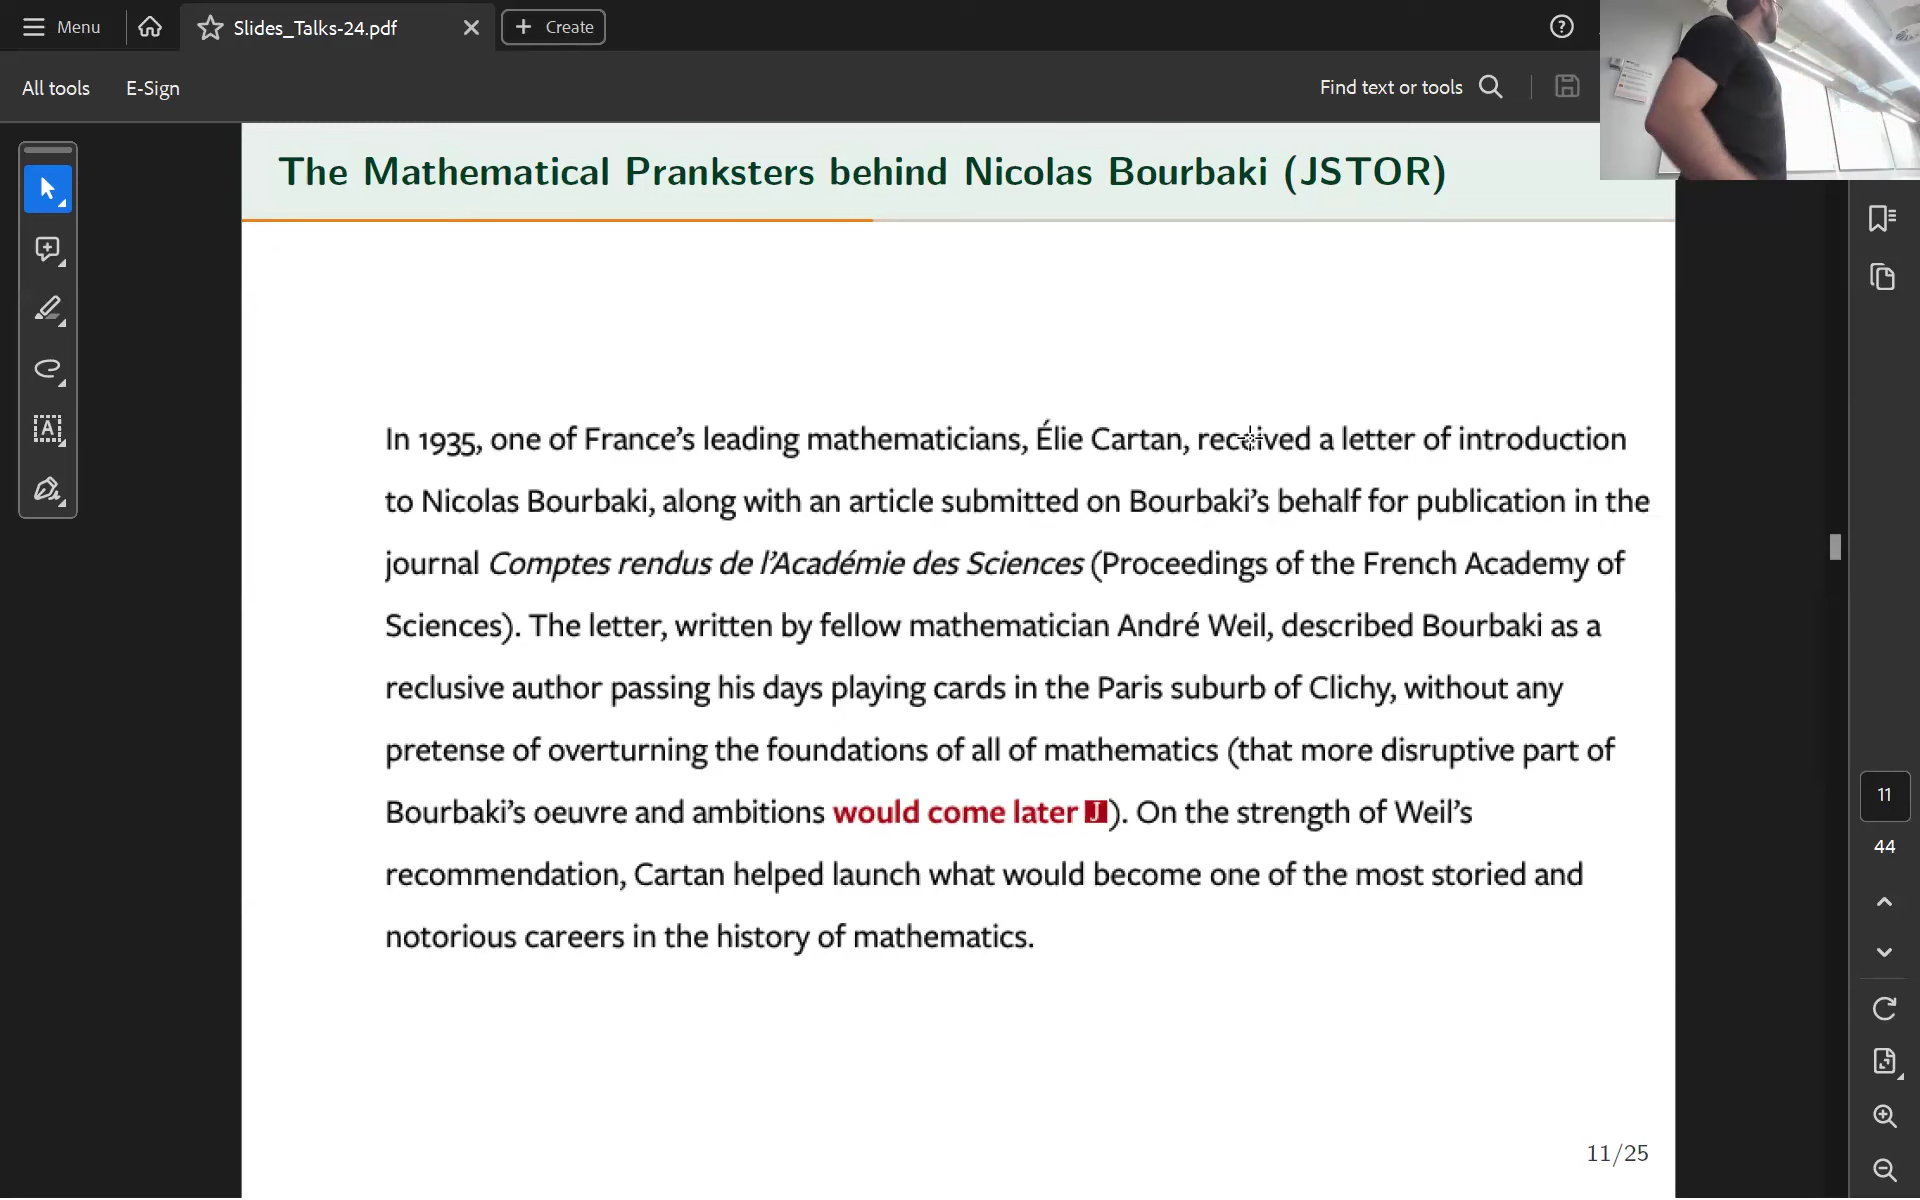 Menu
Slides_Talks-24.pdf
Create
All tools
E-Sign
Find text or tools
The Mathematical Pranksters behind Nicolas Bourbaki (JSTOR)
In 1935, one of France’s leading mathematicians, Élie Cartan, received a letter of introduction
to Nicolas Bourbaki, along with an article submitted on Bourbaki’s behalf for publication in the
journal Comptes rendus de l’Académie des Sciences (Proceedings of the French Academy of
Sciences). The letter, written by fellow mathematician André Weil, described Bourbaki as a
reclusive author passing his days playing cards in the Paris suburb of Clichy, without any
pretense of overturning the foundations of all of mathematics (that more disruptive part of
Bourbaki’s oeuvre and ambitions would come later J). On the strength of Weil’s
recommendation, Cartan helped launch what would become one of the most storied and
notorious careers in the history of mathematics.
11/25
11
44